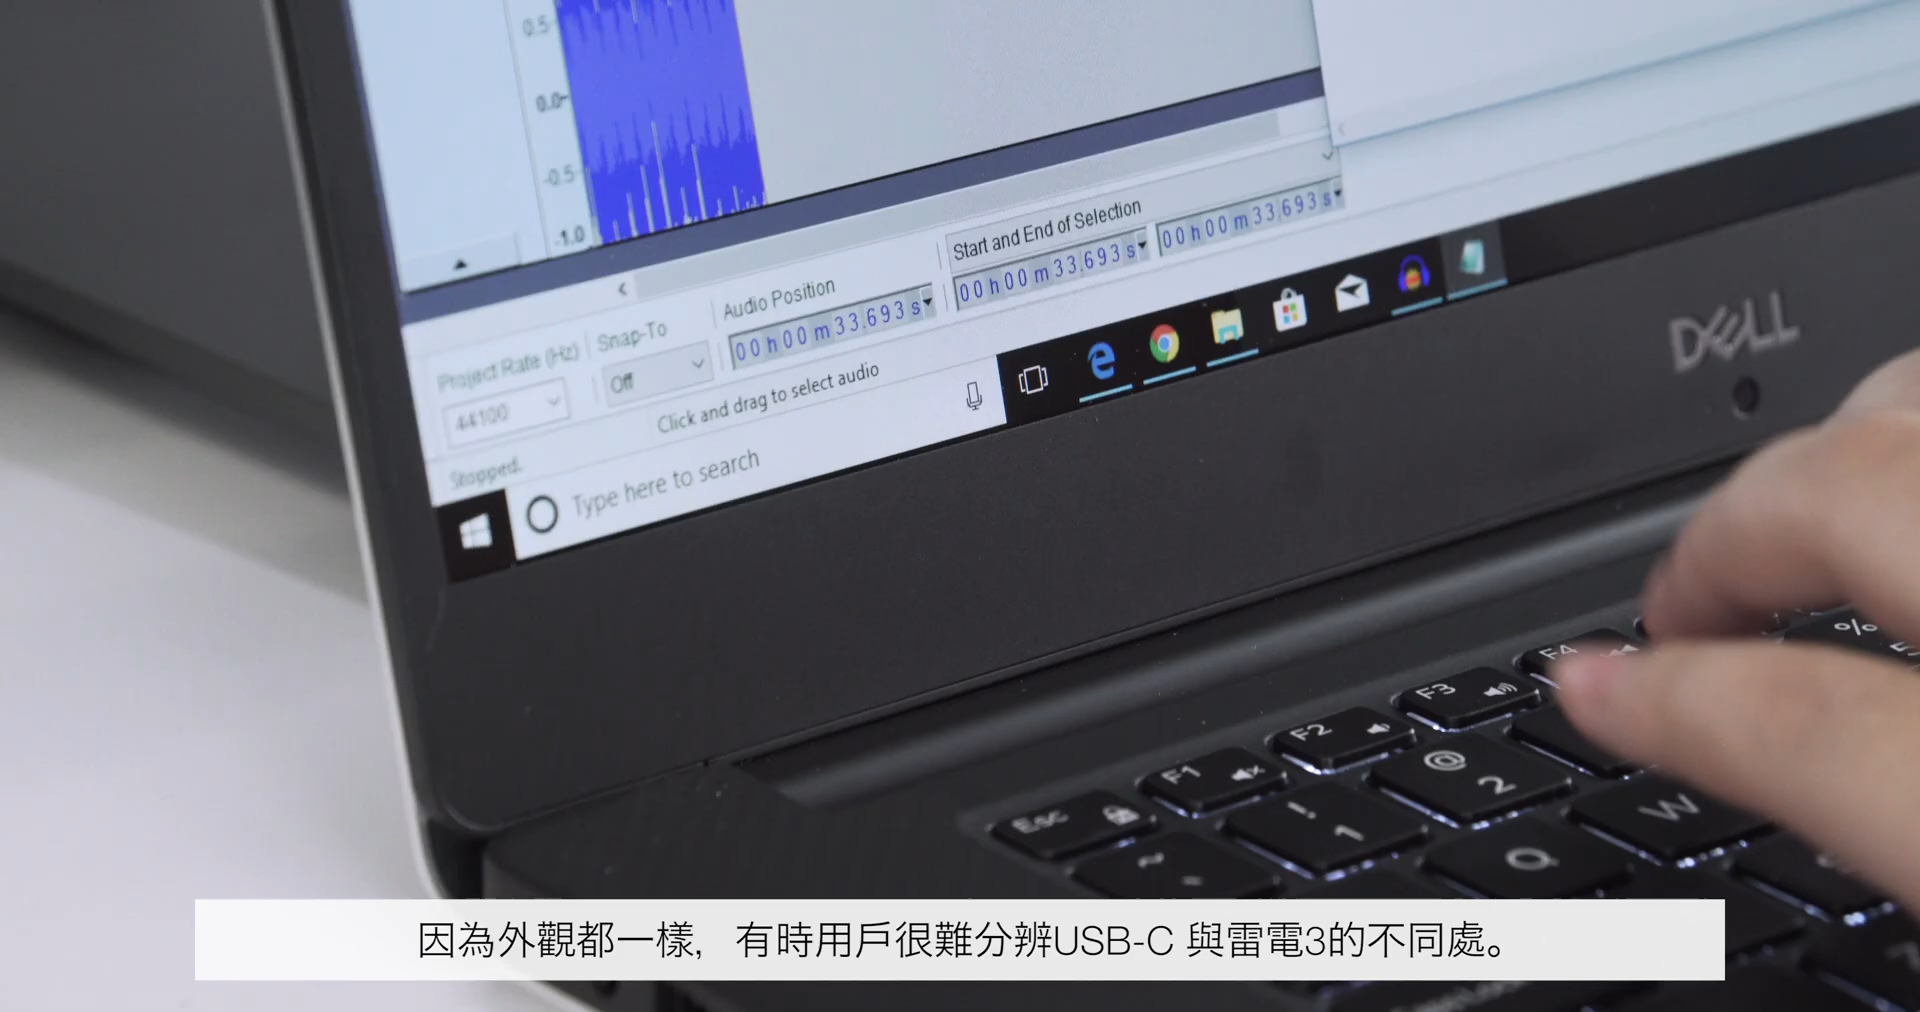 0.5
0.0
-0.5
-1.0
Project Rate (Hz)
Snap-To
Audio Position
Start and End of Selection
44100
Off
00 h 00 m 33.693 s
00 h 00 m 33.693 s
00 h 00 m 33.693 s
Stopped.
Click and drag to select audio
Type here to search
DELL
Esc
F1
F2
F3
F4
%
~
!
1
@
2
Q
W
因為外觀都一樣, 有時用戶很難分辨USB-C 與雷電3的不同處。